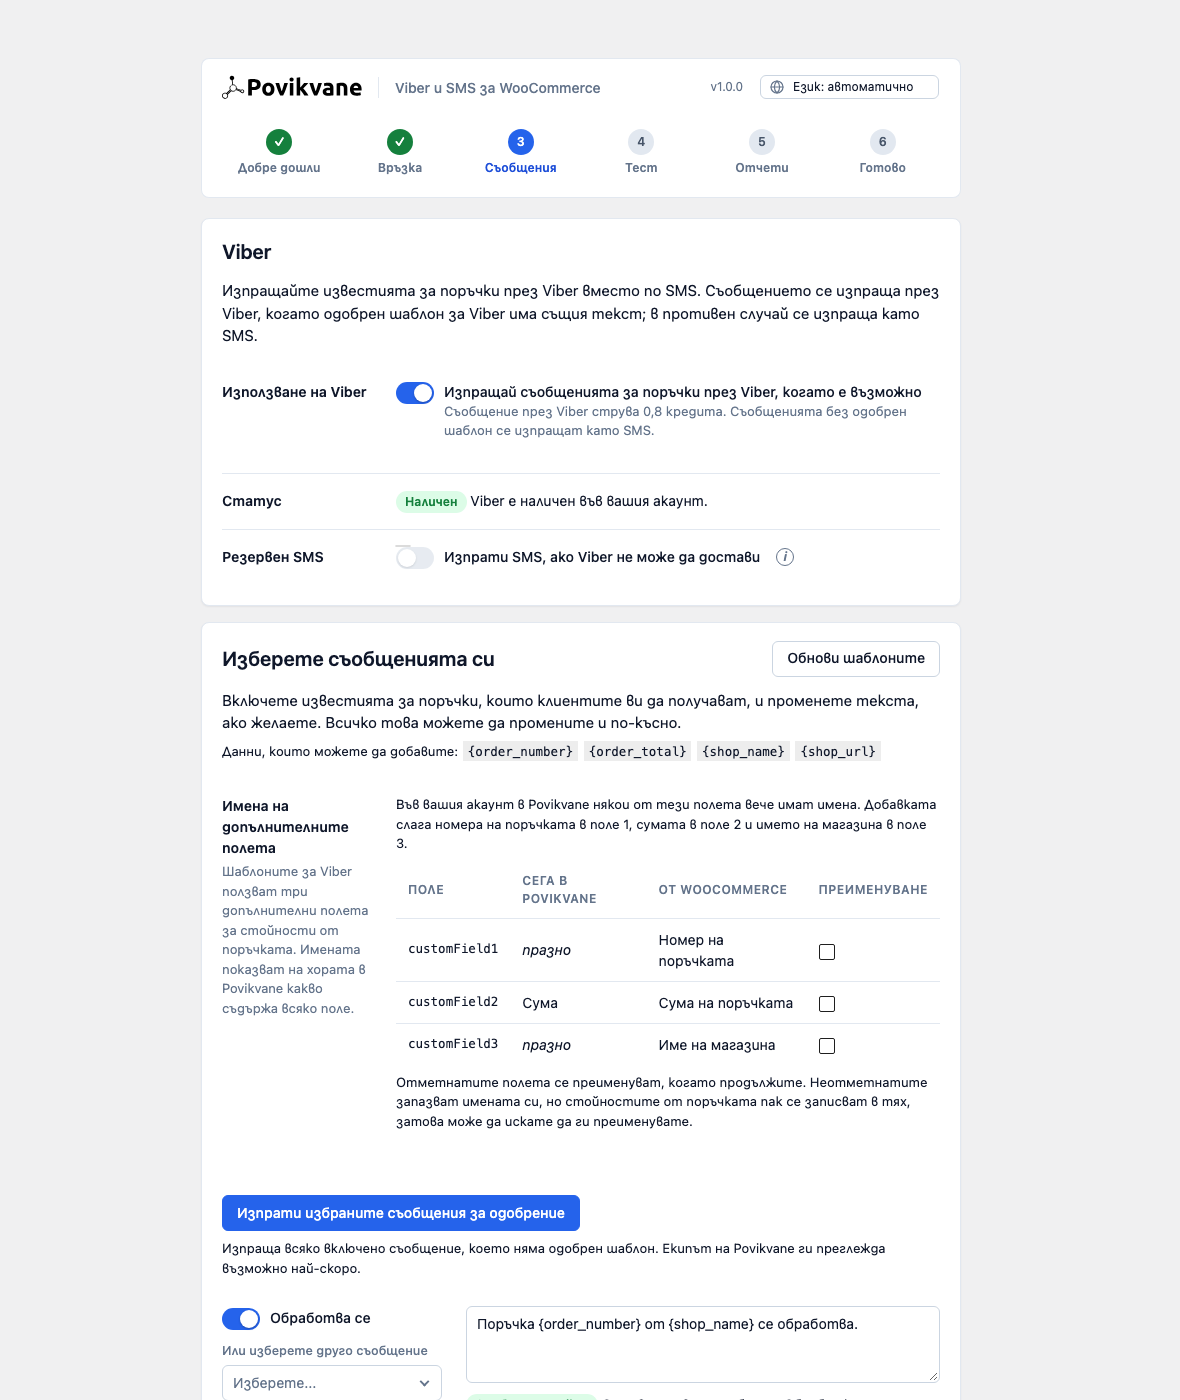 Povikvane
Viber и SMS за WooCommerce
v1.0.0
Език: автоматично
3
4
5
6
Добре дошли
Връзка
Съобщения
Тест
Отчети
Готово
Viber
Изпращайте известията за поръчки през Viber вместо по SMS. Съобщението се изпраща през
Viber, когато одобрен шаблон за Viber има същия текст; в противен случай се изпраща като
SMS.
Използване на Viber
Изпращай съобщенията за поръчки през Viber, когато е възможно
Съобщение през Viber струва 0,8 кредита. Съобщенията без одобрен
шаблон се изпращат като SMS.
Статус
Наличен Viber е наличен във вашия акаунт.
Резервен SMS
Изпрати SMS, ако Viber не може да достави
i
Изберете съобщенията си
Обнови шаблоните
Включете известията за поръчки, които клиентите ви да получават, и променете текста,
ако желаете. Всичко това можете да промените и по-късно.
Данни, които можете да добавите: {order_number} {order_total} {shop_name} {shop_url}
Имена на
допълнителните
полета
Шаблоните за Viber
ползват три
допълнителни полета
за стойности от
поръчката. Имената
показват на хората в
Povikvane какво
съдържа всяко поле.
Във вашия акаунт в Povikvane някои от тези полета вече имат имена. Добавката
слага номера на поръчката в поле 1, сумата в поле 2 и името на магазина в поле
3.
ПОЛЕ
СЕГА В
POVIKVANE
ОТ WOOCOMMERCE
ПРЕИМЕНУВАНЕ
customField1
празно
Номер на
поръчката
customField2
Сума
Сума на поръчката
customField3
празно
Име на магазина
Отметнатите полета се преименуват, когато продължите. Неотметнатите
запазват имената си, но стойностите от поръчката пак се записват в тях,
затова може да искате да ги преименувате.
Изпрати избраните съобщения за одобрение
Изпраща всяко включено съобщение, което няма одобрен шаблон. Екипът на Povikvane ги преглежда
възможно най-скоро.
Обработва се
Или изберете друго съобщение
Изберете...
Поръчка {order_number} от {shop_name} се обработва.